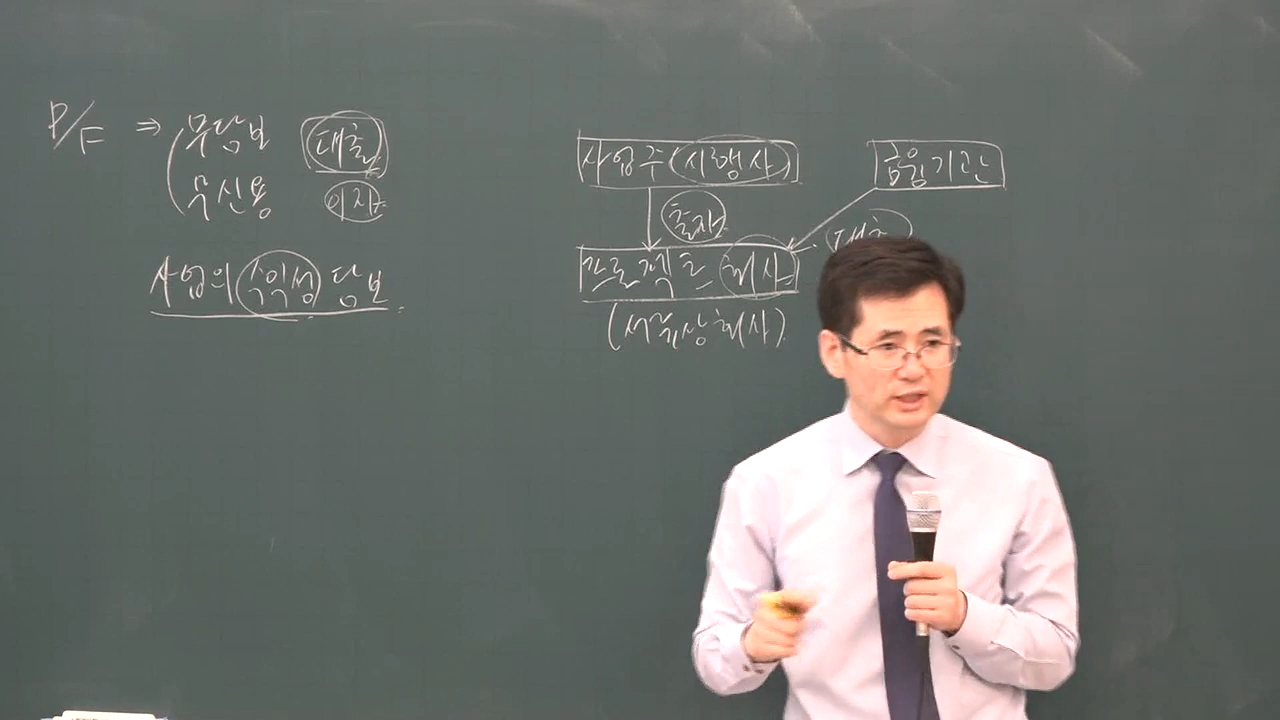 P/F ⇒ 무담보 대출
무신용 이자
사업의 수익성 담보
사업주(시행사) 금융기관
출자 대출
프로젝트 회사
(서류상 회사)